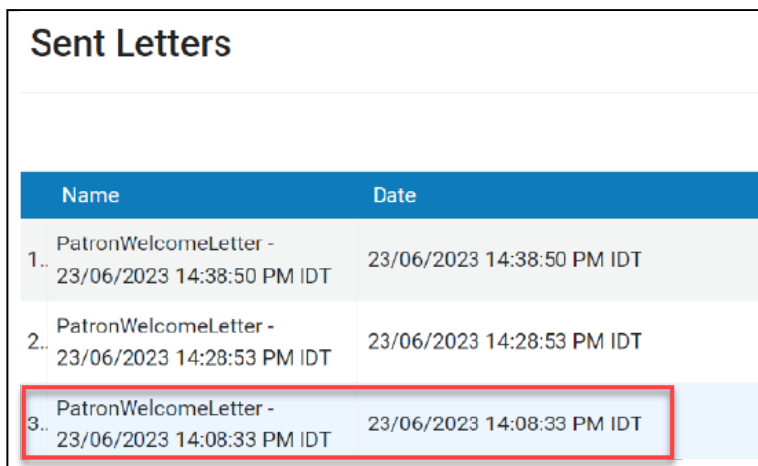 Sent Letters
Name Date
PatronWelcomeLetter -
1.. 23/06/2023 14:38:50 PM IDT
23/06/2023 14:38:50 PM IDT
PatronWelcomeLetter -
2.. 23/06/2023 14:28:53 PM IDT
23/06/2023 14:28:53 PM IDT
PatronWelcomeLetter -
3.. 23/06/2023 14:08:33 PM IDT
23/06/2023 14:08:33 PM IDT